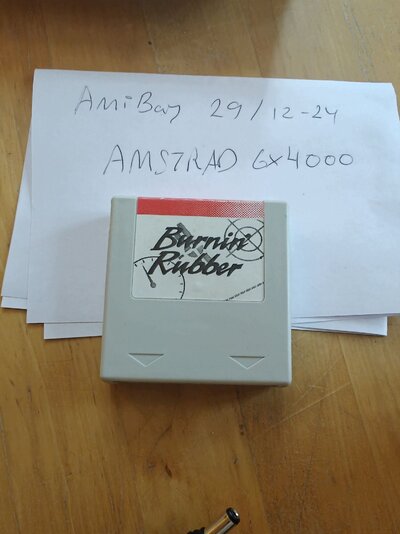 AmiBay 29/12-24
AMSTRAD GX4000
Burnin'
Rubber